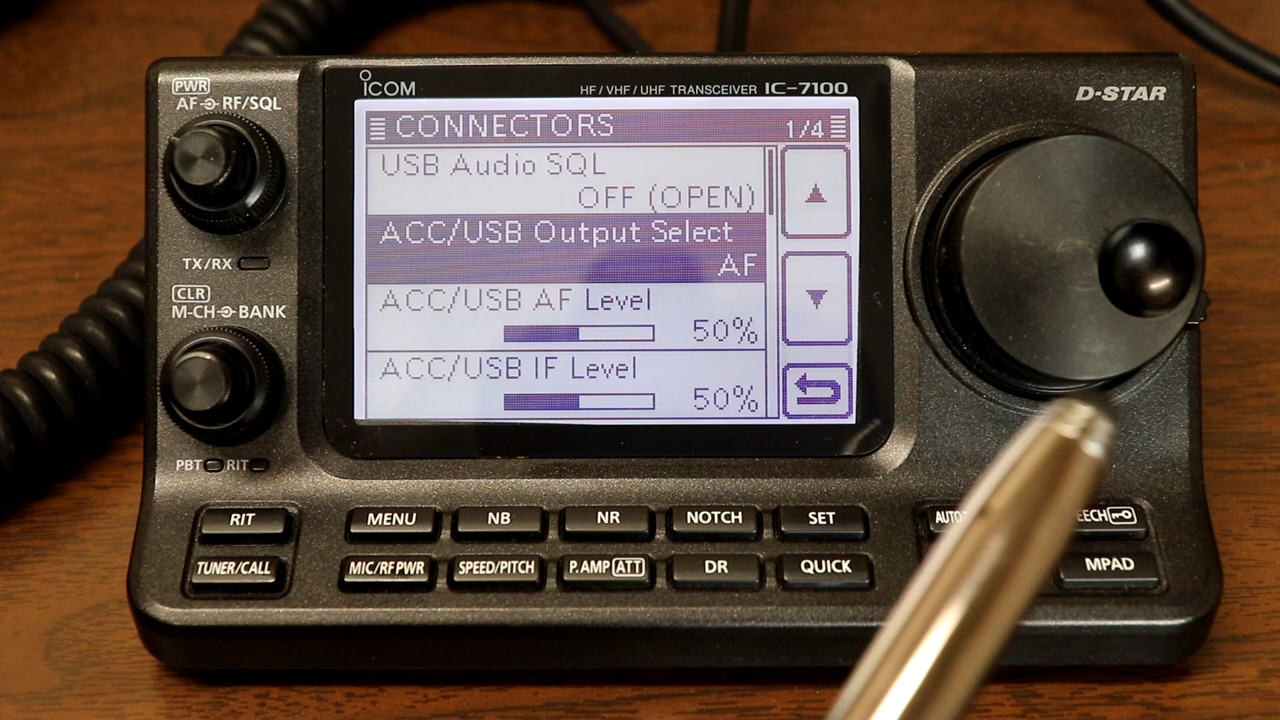 PWR
AF RF/SQL
ICOM
HF/VHF/UHF TRANSCEIVER IC-7100
D-STAR
CONNECTORS
1/4
USB Audio SQL
OFF (OPEN)
ACC/USB Output Select
AF
ACC/USB AF Level
50%
ACC/USB IF Level
50%
TX/RX
CLR
M-CH BANK
PBT RIT
RIT
MENU
NB
NR
NOTCH
SET
TUNER/CALL
MIC/RF PWR
SPEED/PITCH
P.AMP ATT
DR
QUICK
MPAD